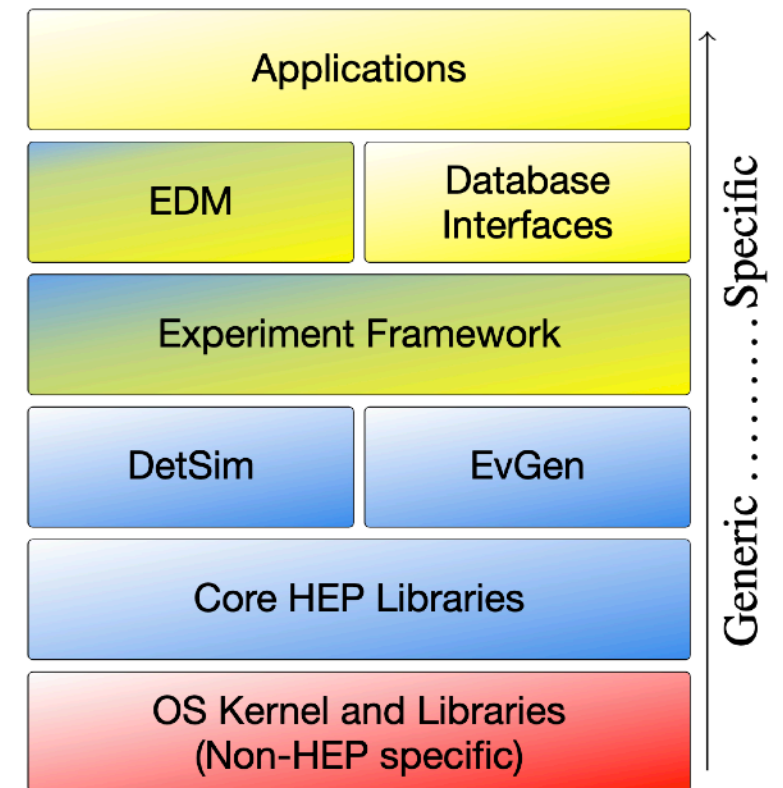 Applications
EDM
Database
Interfaces
Experiment Framework
DetSim
EvGen
Core HEP Libraries
OS Kernel and Libraries
(Non-HEP specific)
Generic ......... Specific